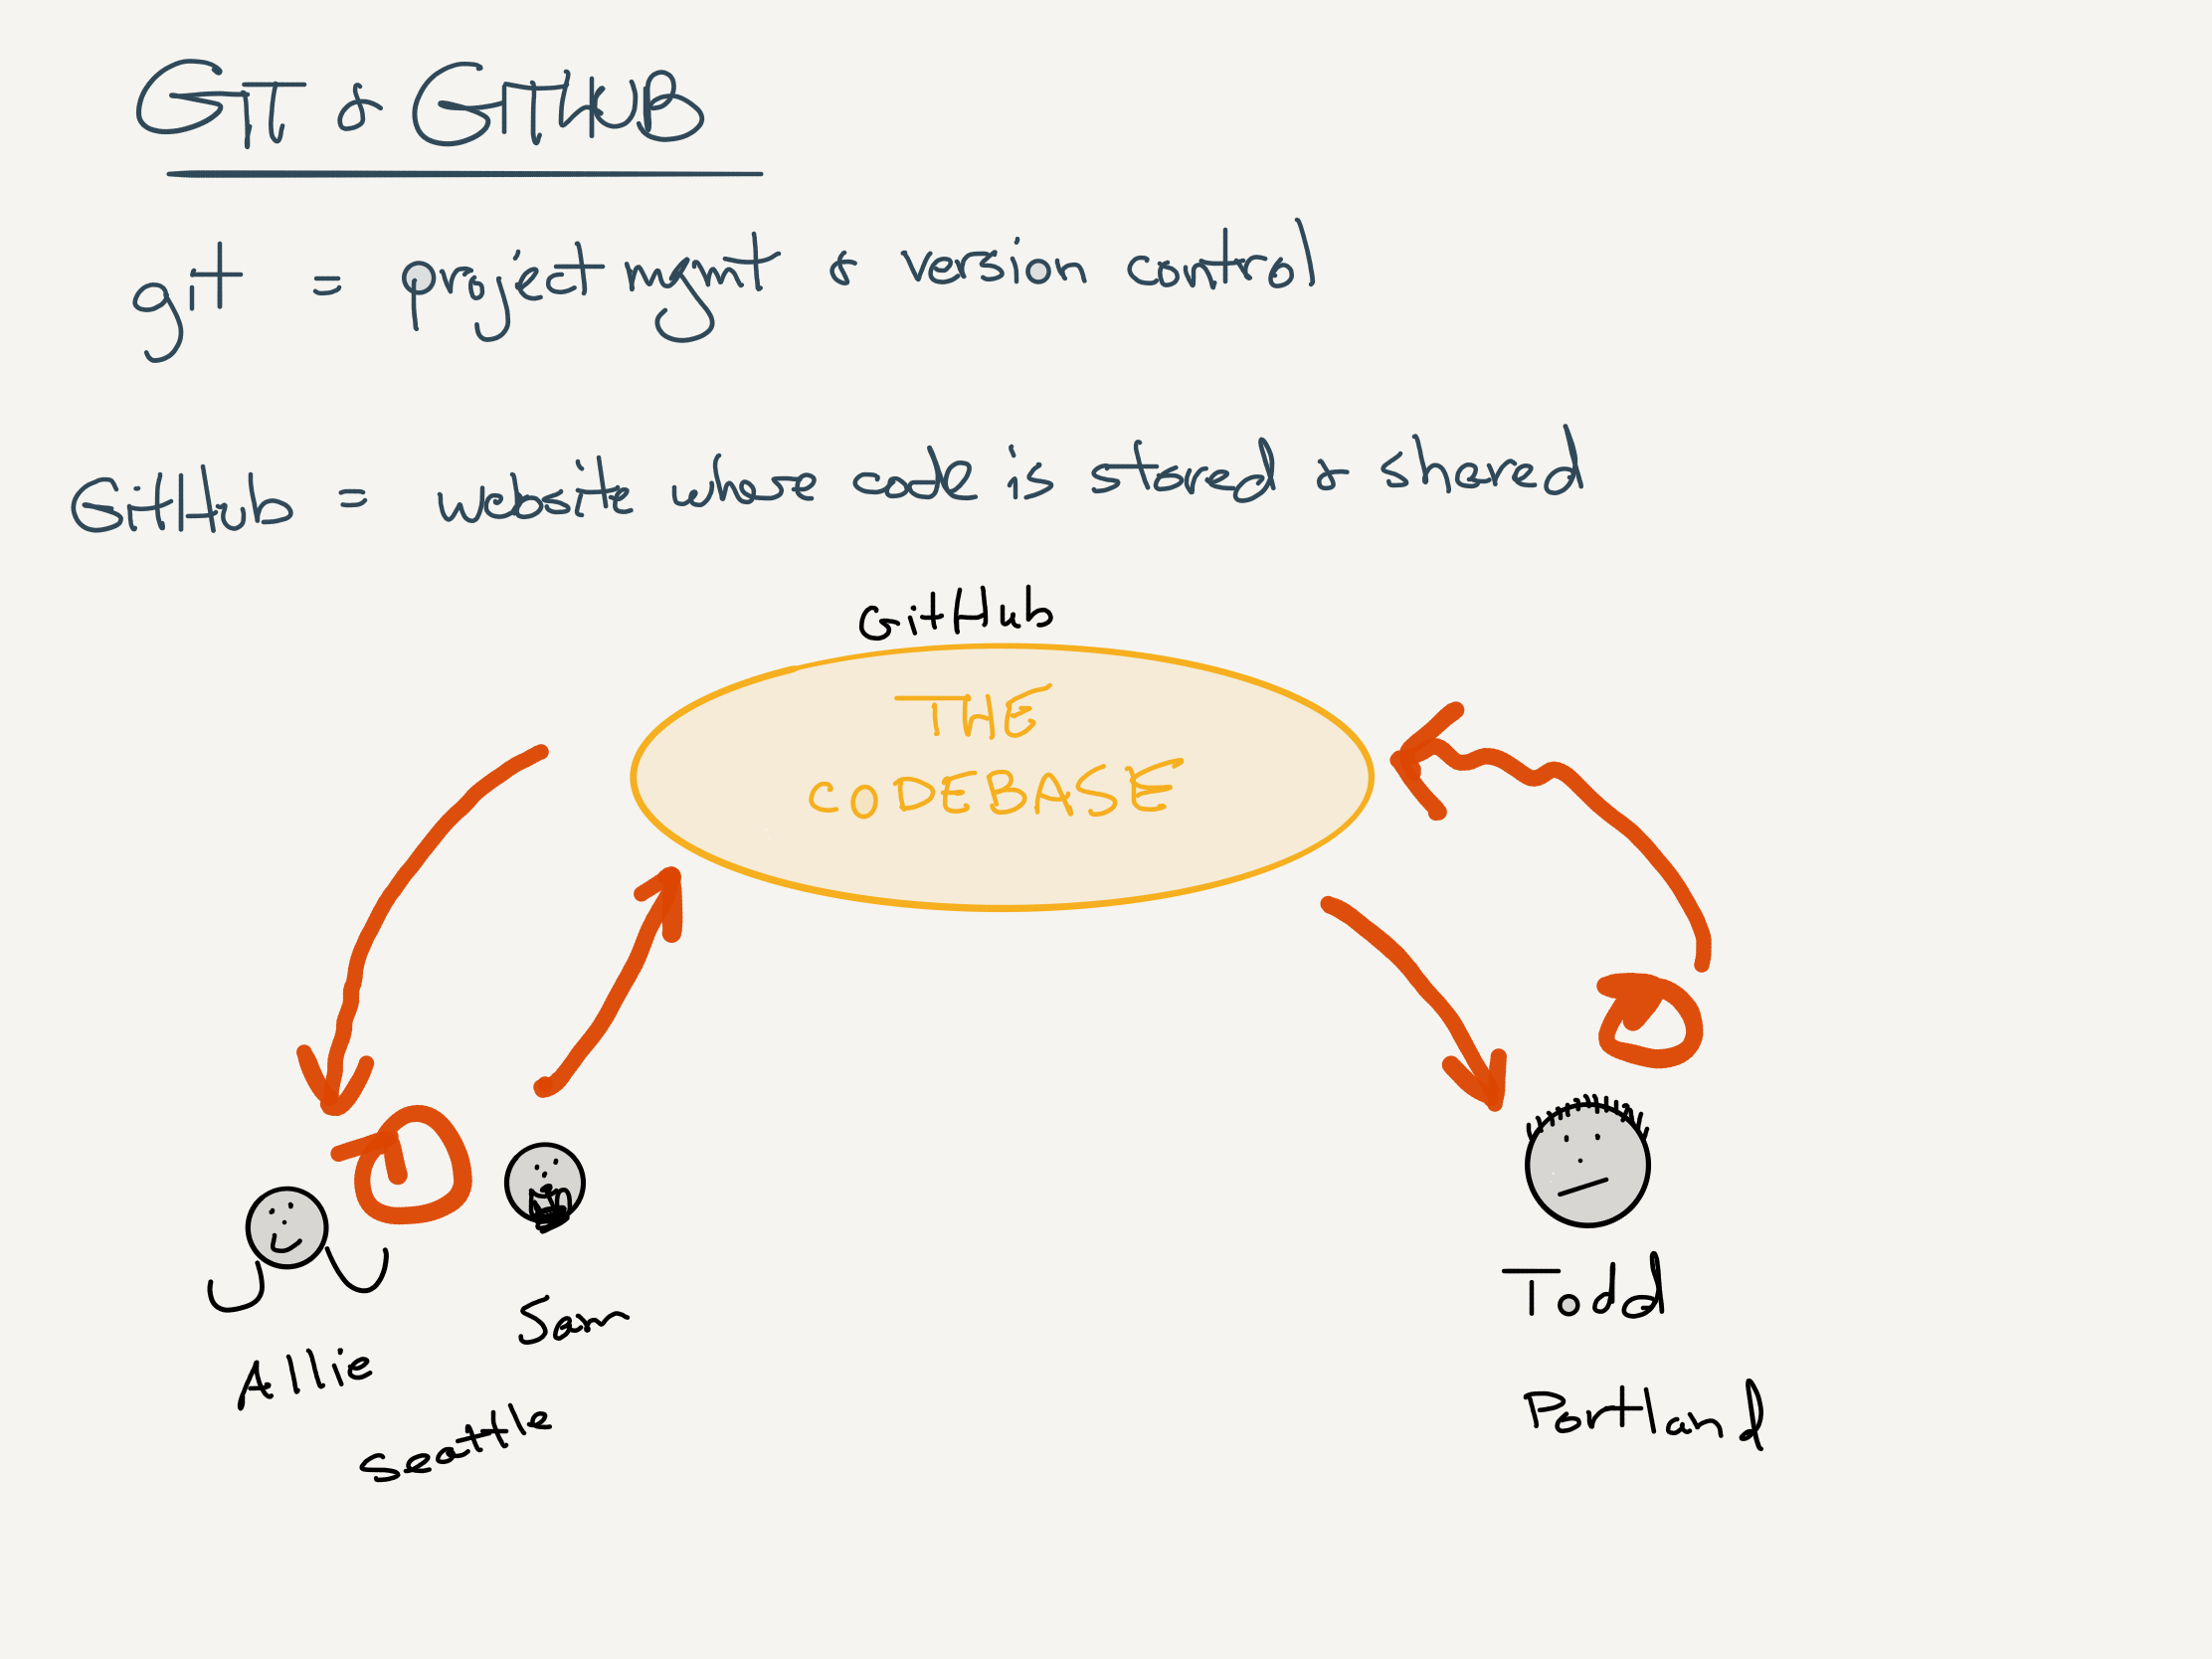 GIT & GITHUB
git = project mgmt & version control
GitHub = website whose code is stored & shared
GitHub
THE
CODEBASE
Sam
Todd
Allie
Seattle
Portland